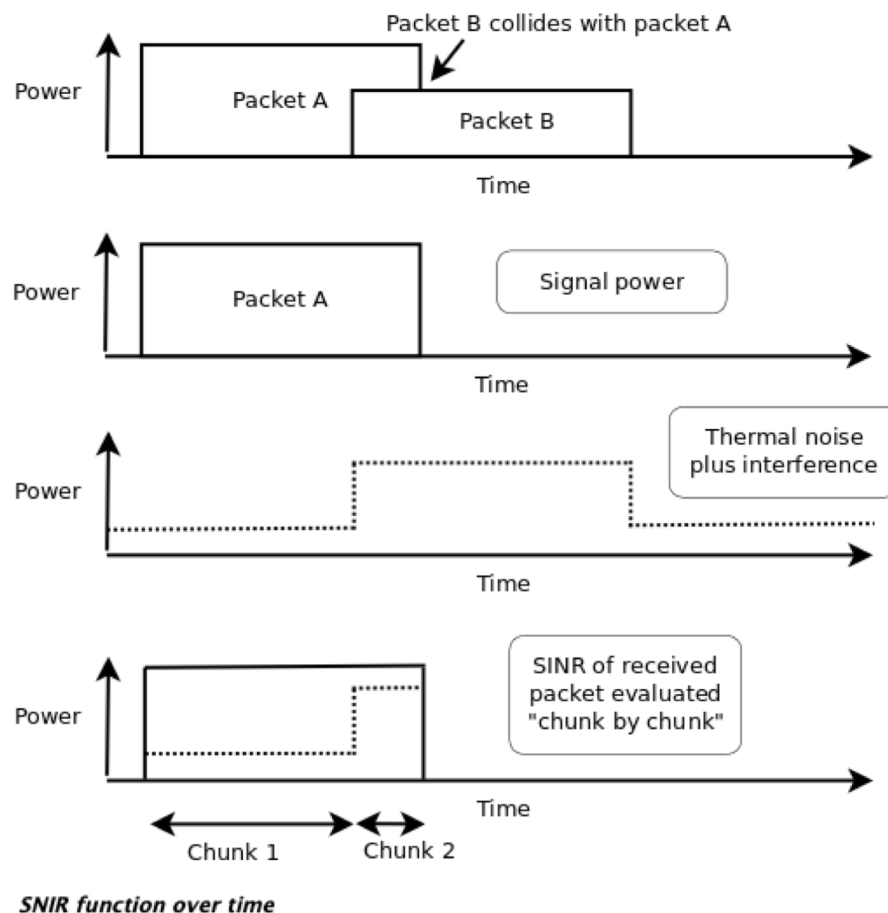 Packet B collides with packet A
Power
Packet A
Packet B
Time
Power
Packet A
Signal power
Time
Thermal noise
plus interference
Power
Time
SINR of received
packet evaluated
"chunk by chunk"
Power
Time
Chunk 1
Chunk 2
SNIR function over time